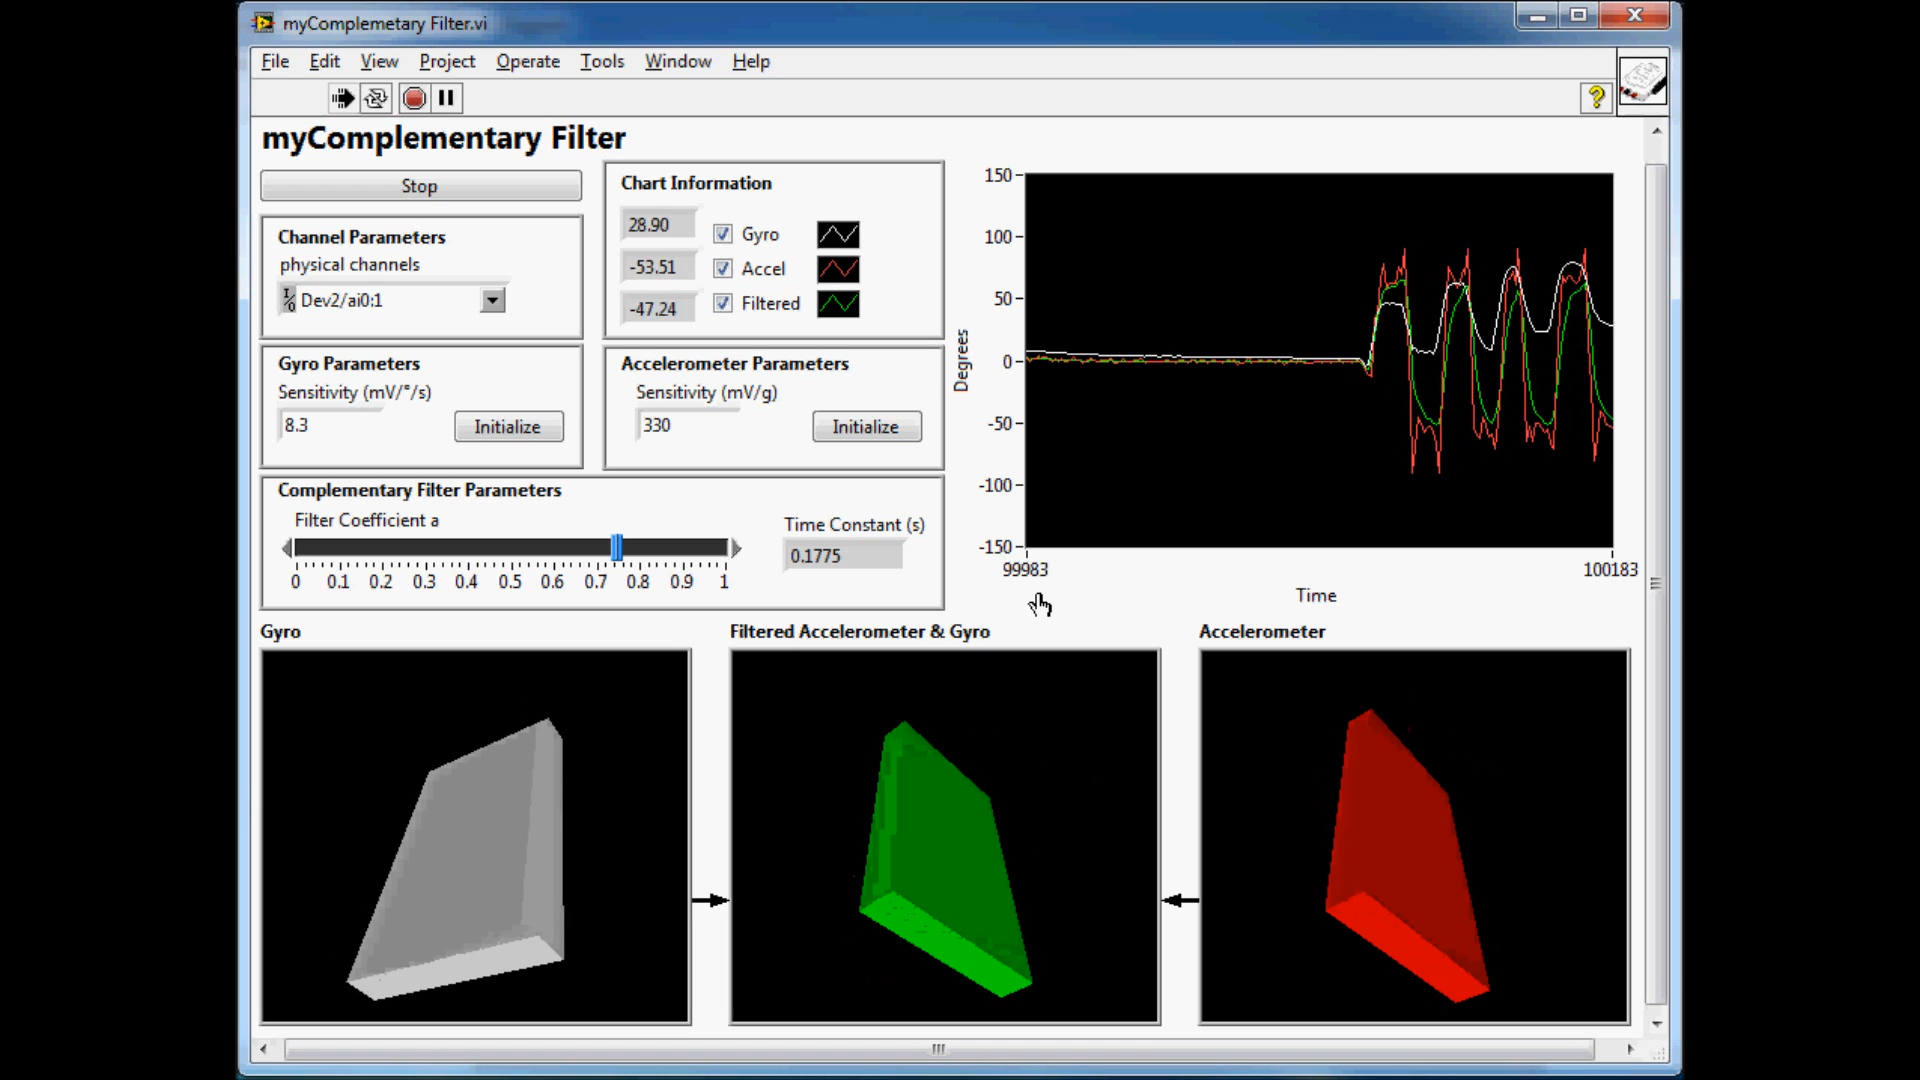 myComplemetary Filter.vi
File Edit View Project Operate Tools Window Help
?
myComplementary Filter
Stop
Channel Parameters
physical channels
I/O Dev2/ai0:1
Chart Information
28.90 Gyro
-53.51 Accel
-47.24 Filtered
Gyro Parameters
Sensitivity (mV/°/s)
8.3 Initialize
Accelerometer Parameters
Sensitivity (mV/g)
330 Initialize
Complementary Filter Parameters
Filter Coefficient a
0 0.1 0.2 0.3 0.4 0.5 0.6 0.7 0.8 0.9 1
Time Constant (s)
0.1775
Degrees
150
100
50
0
-50
-100
-150
99983 100183
Time
Gyro
Filtered Accelerometer & Gyro
Accelerometer